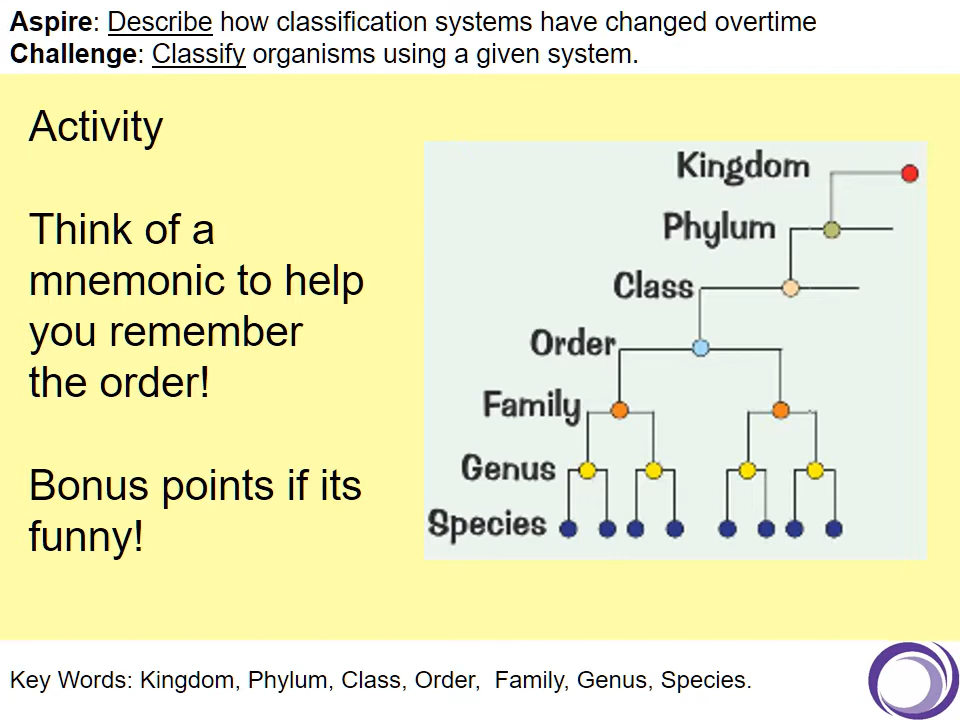 Aspire: Describe how classification systems have changed overtime
Challenge: Classify organisms using a given system.
Activity
Think of a
mnemonic to help
you remember
the order!
Bonus points if its
funny!
Kingdom
Phylum
Class
Order
Family
Genus
Species
Key Words: Kingdom, Phylum, Class, Order,  Family, Genus, Species.